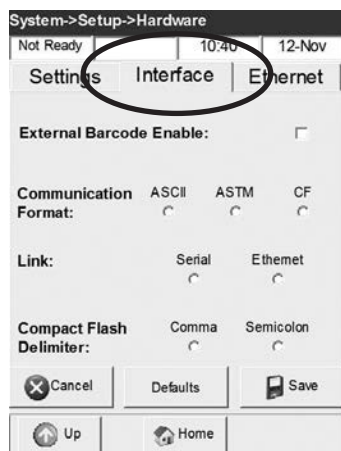 System->Setup->Hardware
Not Ready 10:40 12-Nov
Settings Interface Ethernet
External Barcode Enable:
Communication Format: ASCII ASTM CF
Link: Serial Ethernet
Compact Flash Delimiter: Comma Semicolon
Cancel Defaults Save
Up Home